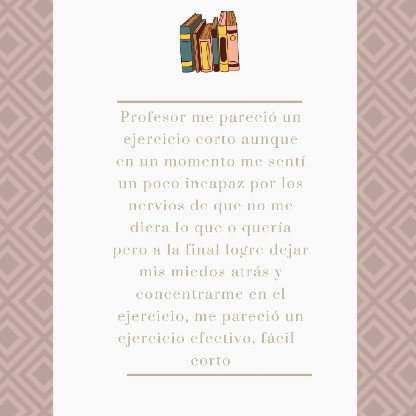 Profesor me pareció un
ejercicio corto aunque
en un momento me sentí
un poco incapaz por los
nervios de que no me
diera lo que o quería
pero a la final logre dejar
mis miedos atrás y
concentrarme en el
ejercicio, me pareció un
ejercicio efectivo, fácil
corto